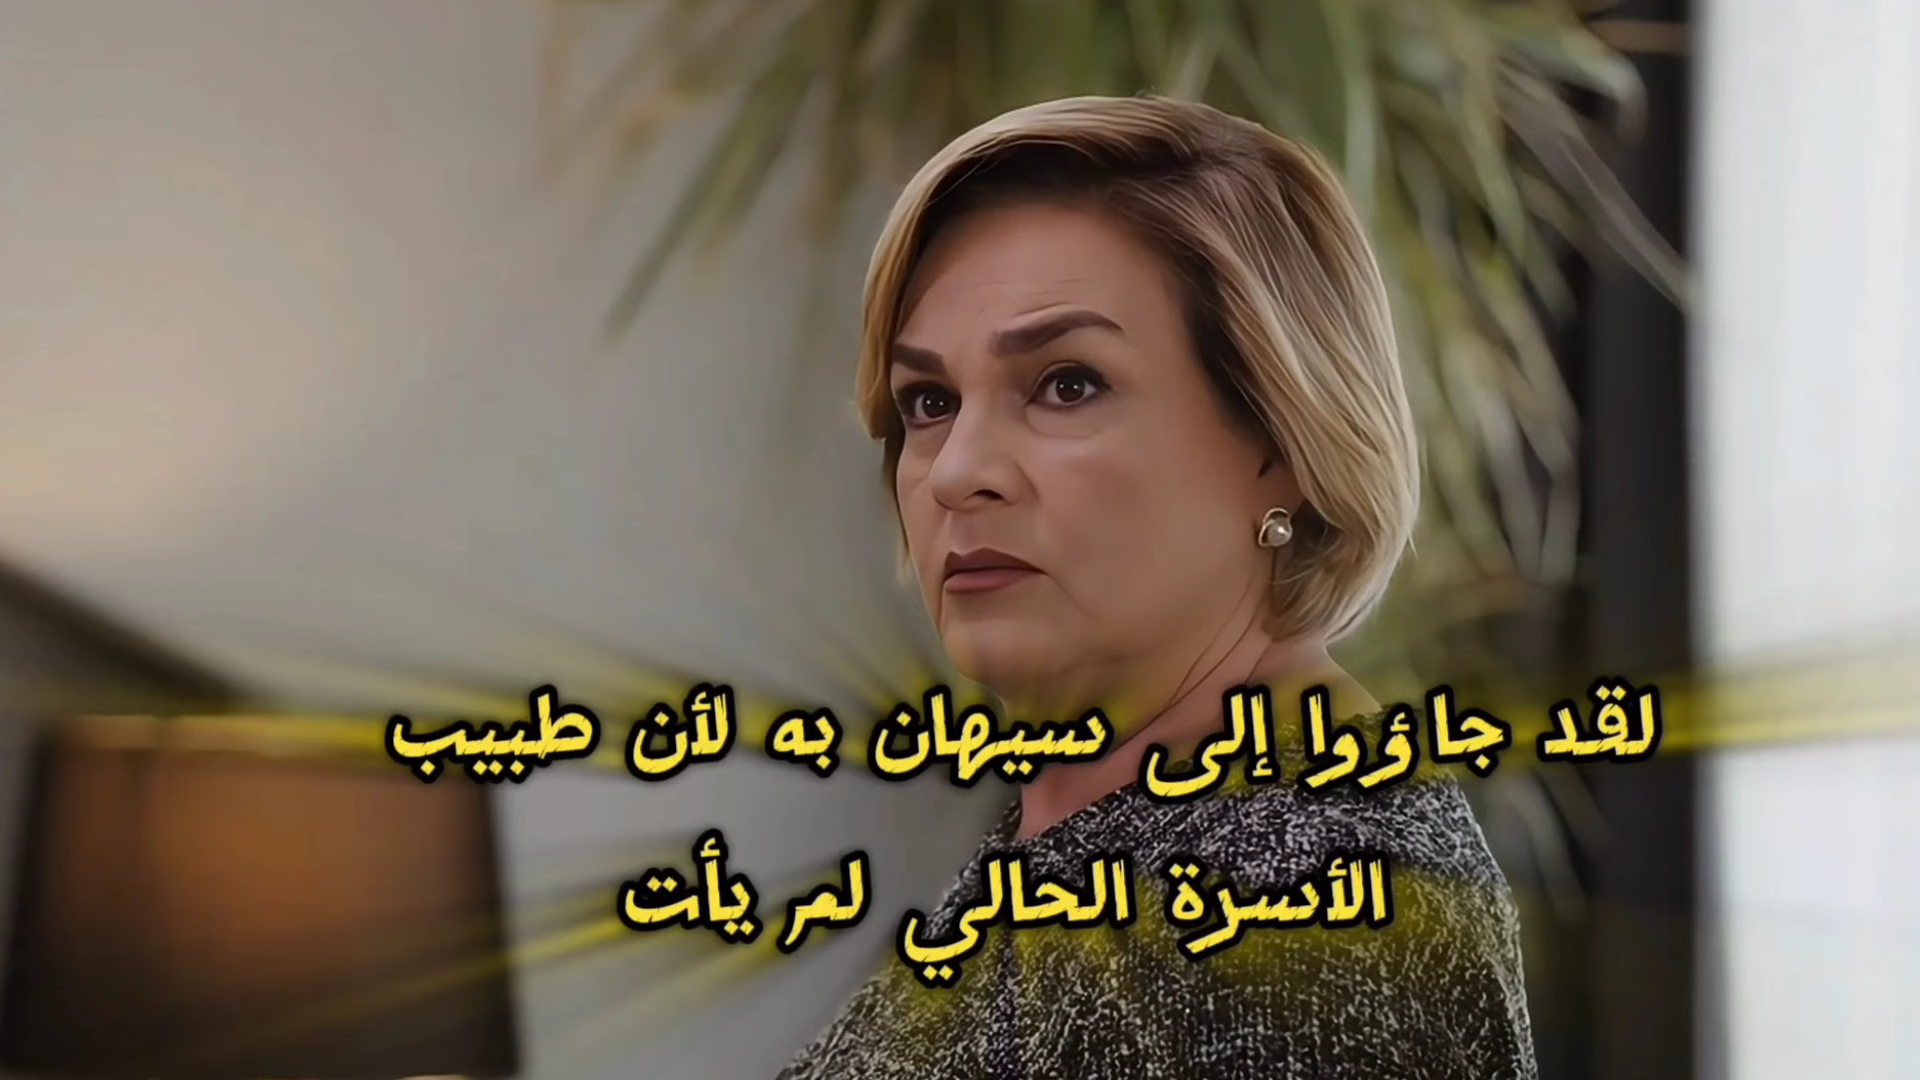 لقد جاؤوا إلى سيهان به لأن طبيب
الأسرة الحالي لم يأت